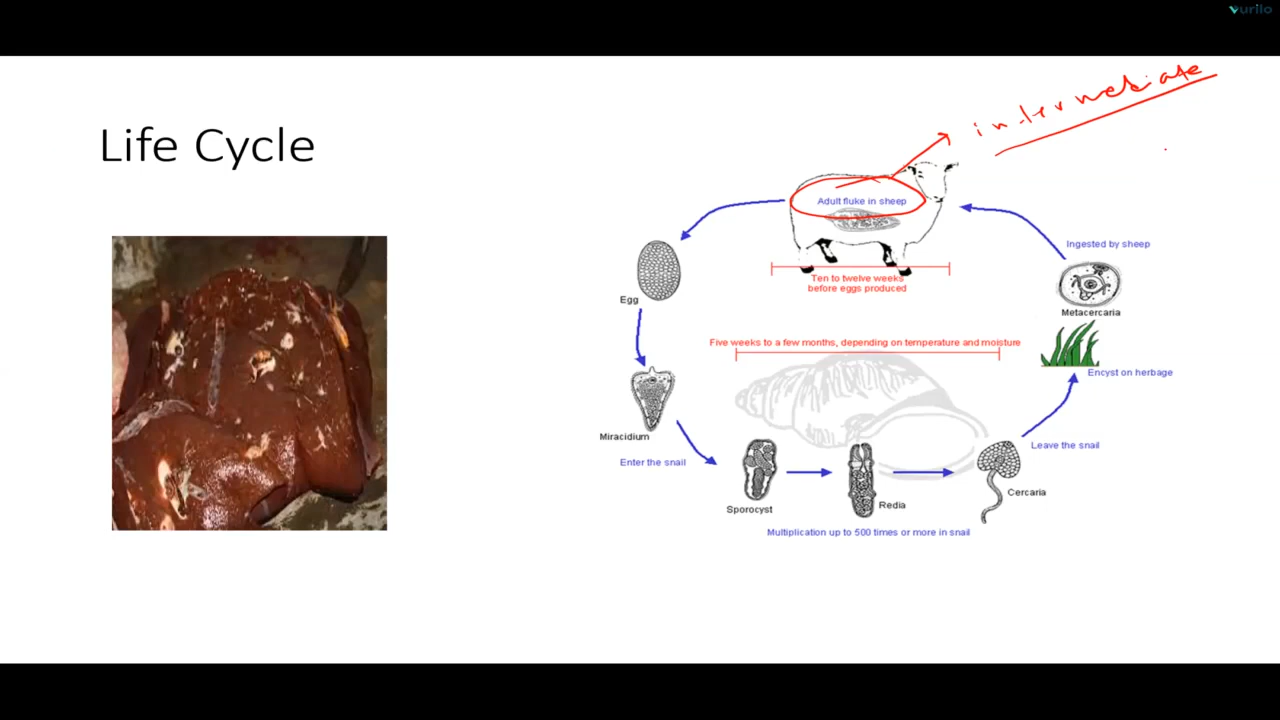 Vurilo
intermediate
Life Cycle
Adult fluke in sheep
Ingested by sheep
Ten to twelve weeks
before eggs produced
Egg
Metacercaria
Five weeks to a few months, depending on temperature and moisture
Encyst on herbage
Miracidium
Leave the snail
Enter the snail
Cercaria
Redia
Sporocyst
Multiplication up to 500 times or more in snail